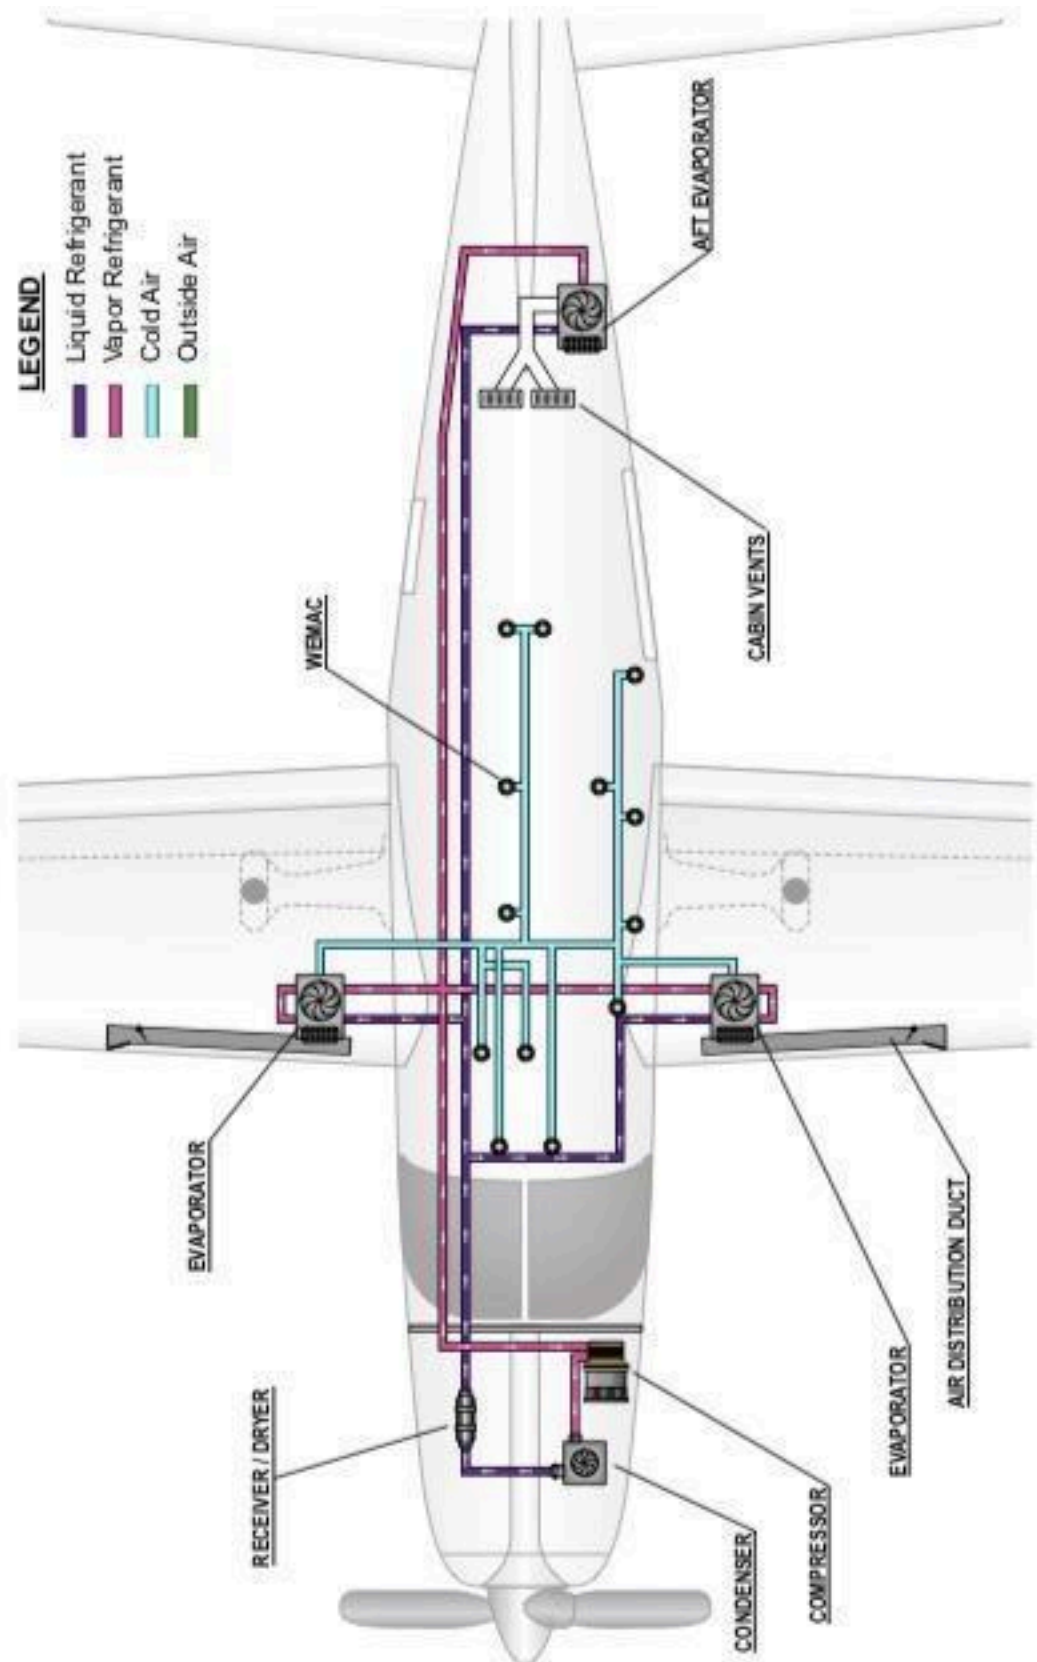 LEGEND
Liquid Refrigerant
Vapor Refrigerant
Cold Air
Outside Air
AFT EVAPORATOR
WEMAC
CABIN VENTS
EVAPORATOR
AIR DISTRIBUTION DUCT
EVAPORATOR
RECEIVER / DRYER
COMPRESSOR
CONDENSER